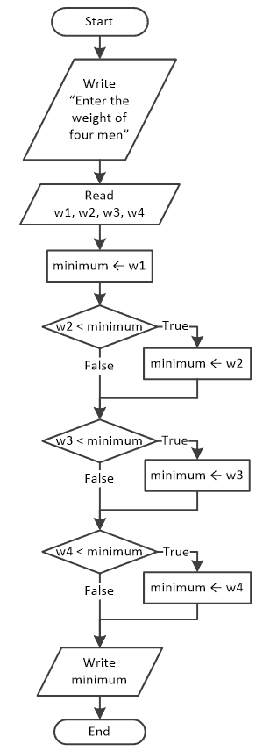 Start
Write
“Enter the
weight of
four men”
Read
w1, w2, w3, w4
minimum ← w1
w2 < minimum
True
False
minimum ← w2
w3 < minimum
True
False
minimum ← w3
w4 < minimum
True
False
minimum ← w4
Write
minimum
End